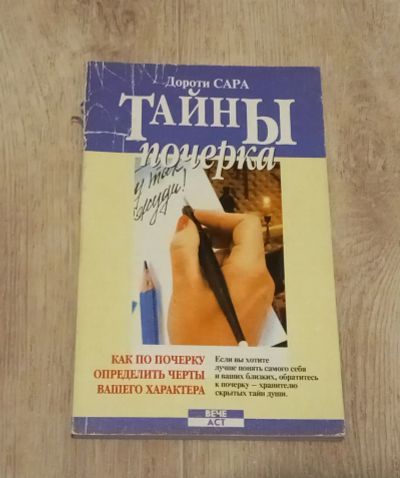 Дороти САРА
ТАЙНЫ
почерка
КАК ПО ПОЧЕРКУ
ОПРЕДЕЛИТЬ ЧЕРТЫ
ВАШЕГО ХАРАКТЕРА
Если вы хотите
лучше понять самого себя
и ваших близких, обратитесь
к почерку – хранителю
скрытых тайн души.
ВЕЧЕ
АСТ